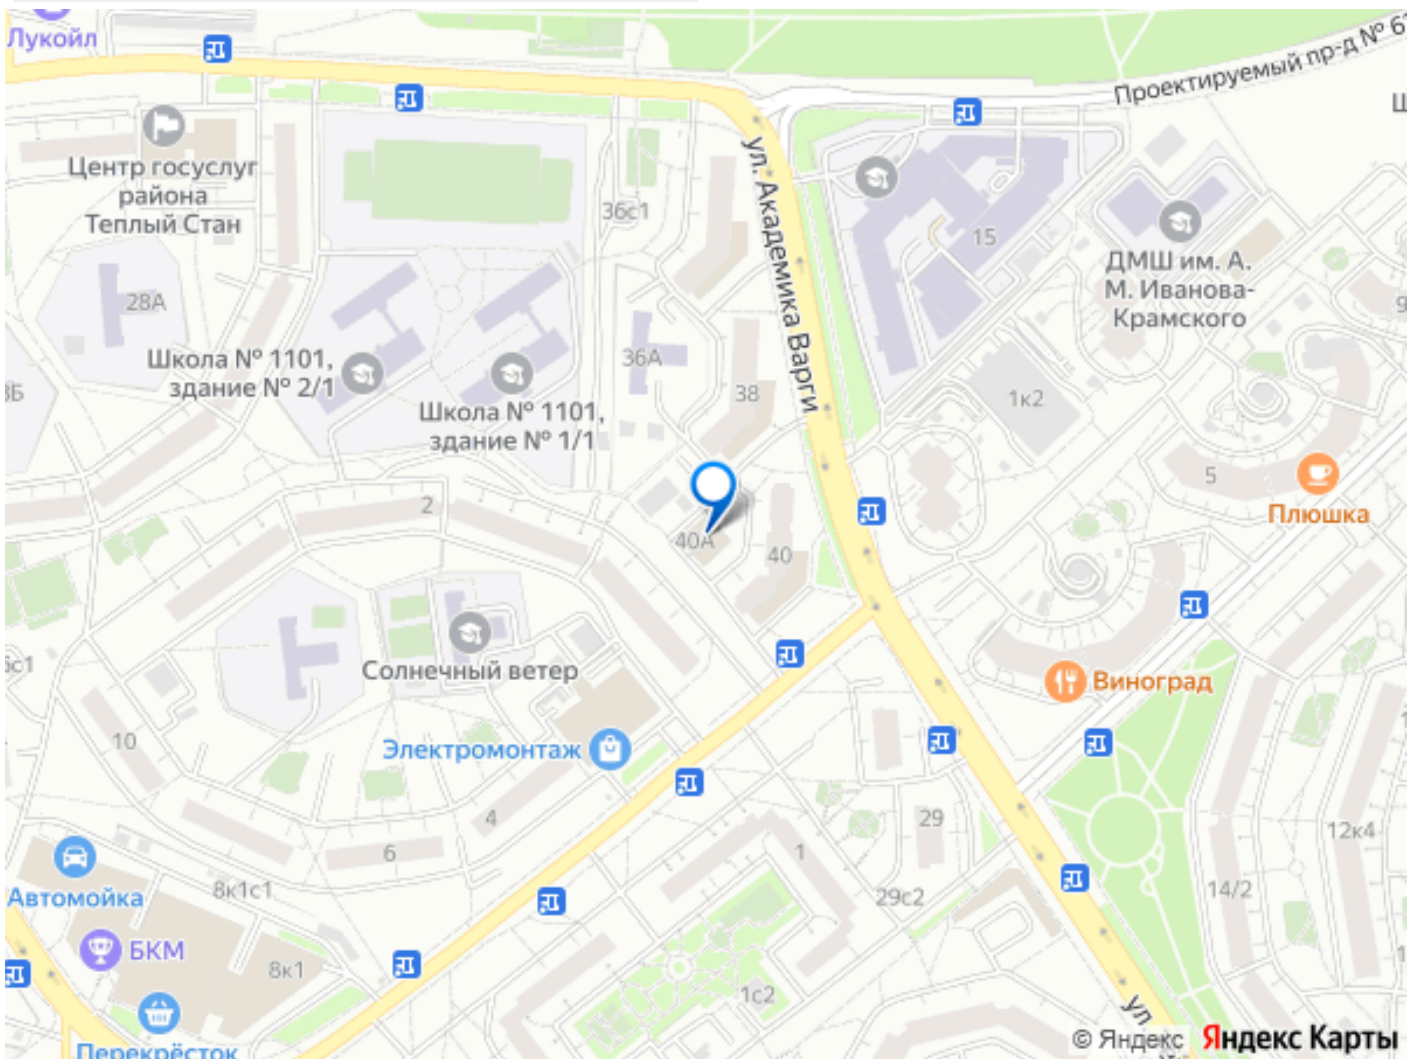 Лукойл
Проектируемый пр-д № 6
Центр госуслуг
района
Теплый Стан
36с1
ул. Академика Варги
15
ДМШ им. А.
М. Иванова-
Крамского
28А
Школа № 1101,
здание № 2/1
36А
38
Школа № 1101,
здание № 1/1
1к2
5
Плюшка
2
40А
40
Солнечный ветер
Виноград
10
Электромонтаж
4
6
29
1
12к4
Автомойка
8к1с1
29с2
14/2
БКМ
8к1
1с2
ул
Перекрёсток
© Яндекс Яндекс Карты